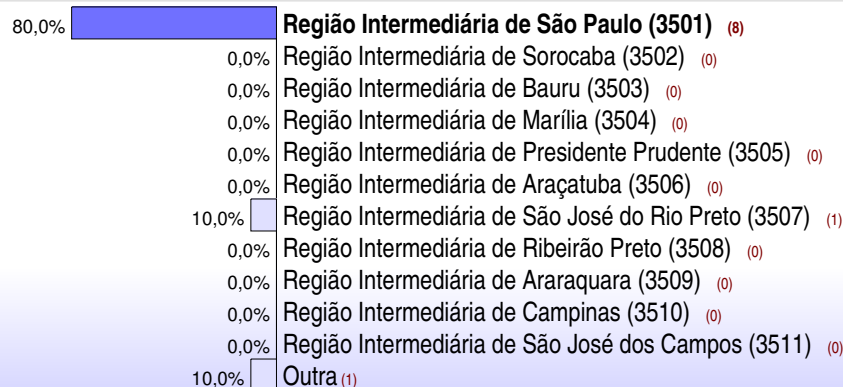 80,0% Região Intermediária de São Paulo (3501) (8)
0,0% Região Intermediária de Sorocaba (3502) (0)
0,0% Região Intermediária de Bauru (3503) (0)
0,0% Região Intermediária de Marília (3504) (0)
0,0% Região Intermediária de Presidente Prudente (3505) (0)
0,0% Região Intermediária de Araçatuba (3506) (0)
10,0% Região Intermediária de São José do Rio Preto (3507) (1)
0,0% Região Intermediária de Ribeirão Preto (3508) (0)
0,0% Região Intermediária de Araraquara (3509) (0)
0,0% Região Intermediária de Campinas (3510) (0)
0,0% Região Intermediária de São José dos Campos (3511) (0)
10,0% Outra (1)